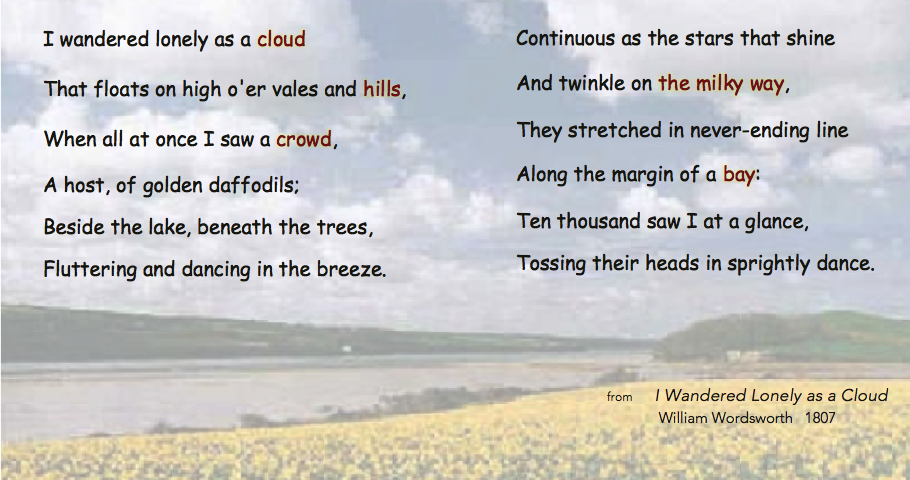 I wandered lonely as a cloud
That floats on high o'er vales and hills,
When all at once I saw a crowd,
A host, of golden daffodils;
Beside the lake, beneath the trees,
Fluttering and dancing in the breeze.
Continuous as the stars that shine
And twinkle on the milky way,
They stretched in never-ending line
Along the margin of a bay:
Ten thousand saw I at a glance,
Tossing their heads in sprightly dance.
from I Wandered Lonely as a Cloud
William Wordsworth 1807